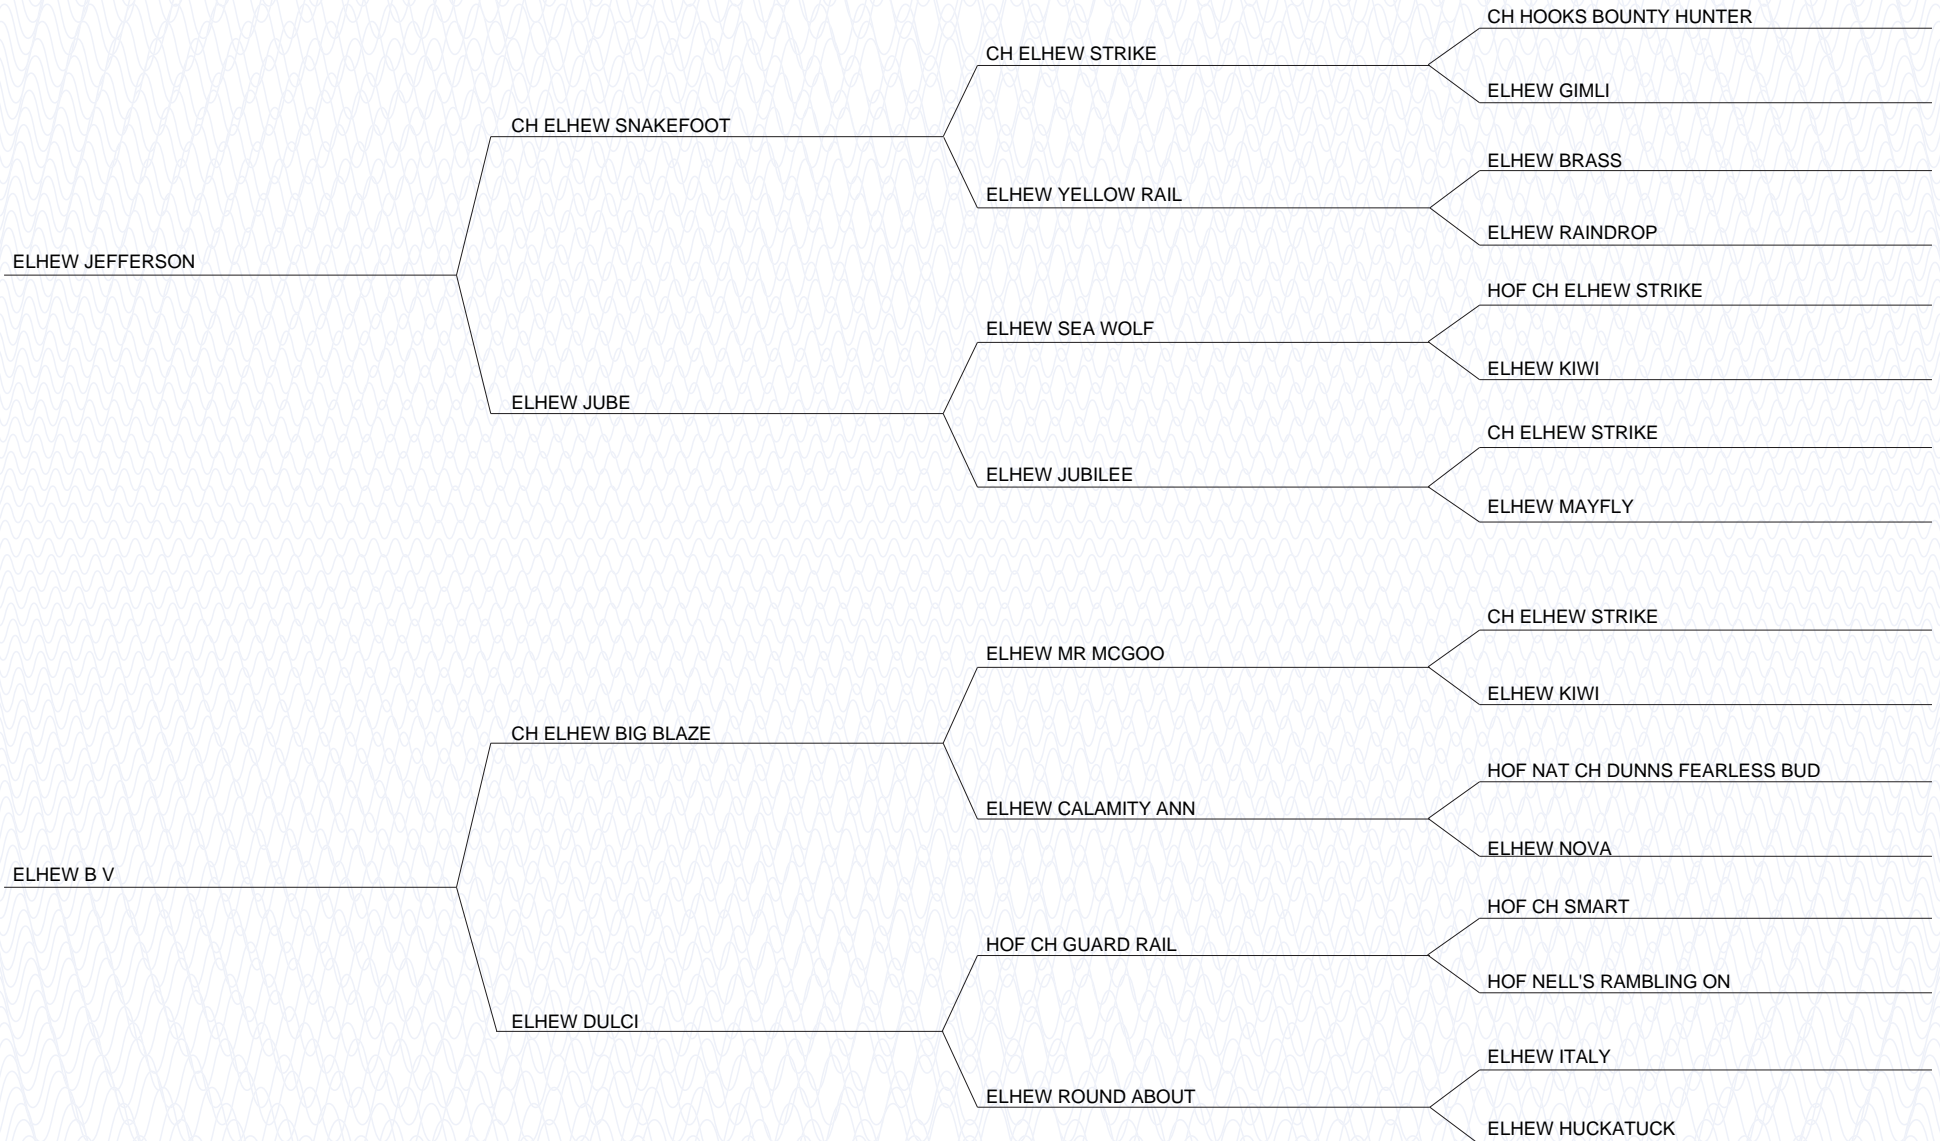 CH HOOKS BOUNTY HUNTER
CH ELHEW STRIKE
ELHEW GIMLI
CH ELHEW SNAKEFOOT
ELHEW BRASS
ELHEW YELLOW RAIL
ELHEW RAINDROP
ELHEW JEFFERSON
HOF CH ELHEW STRIKE
ELHEW SEA WOLF
ELHEW KIWI
ELHEW JUBE
CH ELHEW STRIKE
ELHEW JUBILEE
ELHEW MAYFLY
CH ELHEW STRIKE
ELHEW MR MCGOO
ELHEW KIWI
CH ELHEW BIG BLAZE
HOF NAT CH DUNNS FEARLESS BUD
ELHEW CALAMITY ANN
ELHEW NOVA
ELHEW B V
HOF CH SMART
HOF CH GUARD RAIL
HOF NELL'S RAMBLING ON
ELHEW DULCI
ELHEW ITALY
ELHEW ROUND ABOUT
ELHEW HUCKATUCK